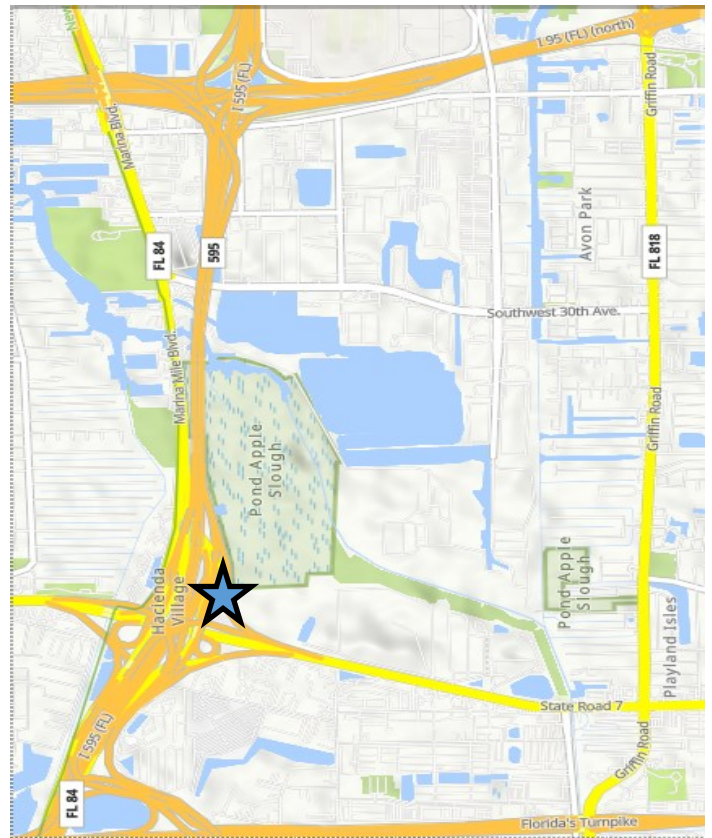 New
I 95 (FL) (north)
I 595 (FL)
Griffin Road
Marina Blvd.
Avon Park
FL 84
595
FL 818
Southwest 30th Ave.
Marina Mile Blvd.
Griffin Road
Pond Apple
Slough
Hacienda
Village
Pond Apple
Slough
Playland Isles
State Road 7
I 595 (FL)
Griffin Road
FL 84
Florida's Turnpike